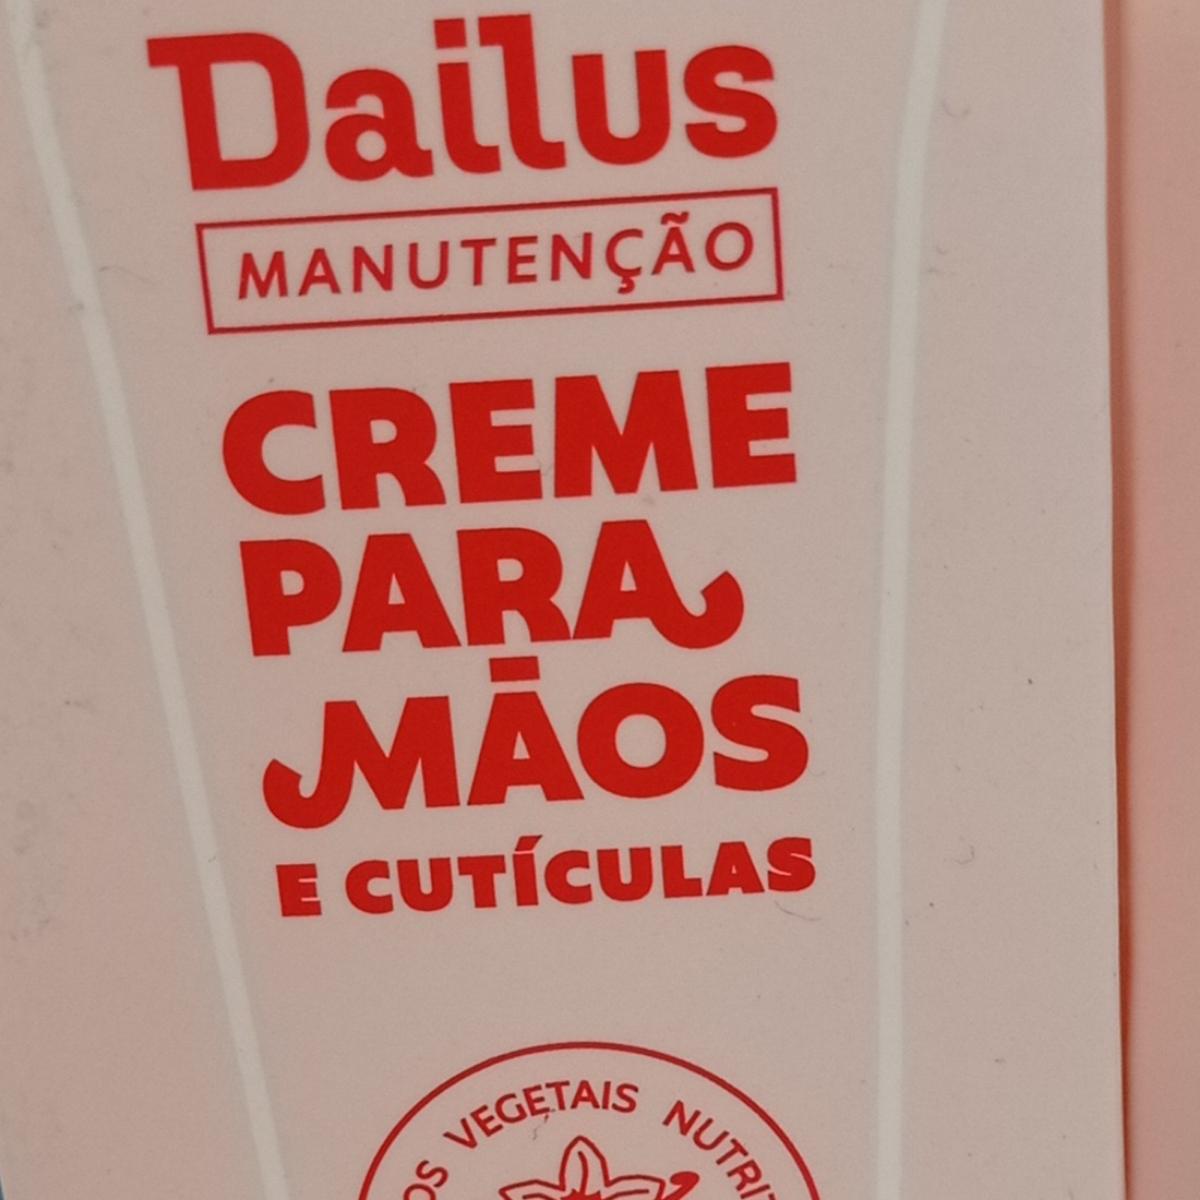 Dailus
MANUTENÇÃO
CREME
PARA
MÃOS
E CUTÍCULAS
VEGETAIS